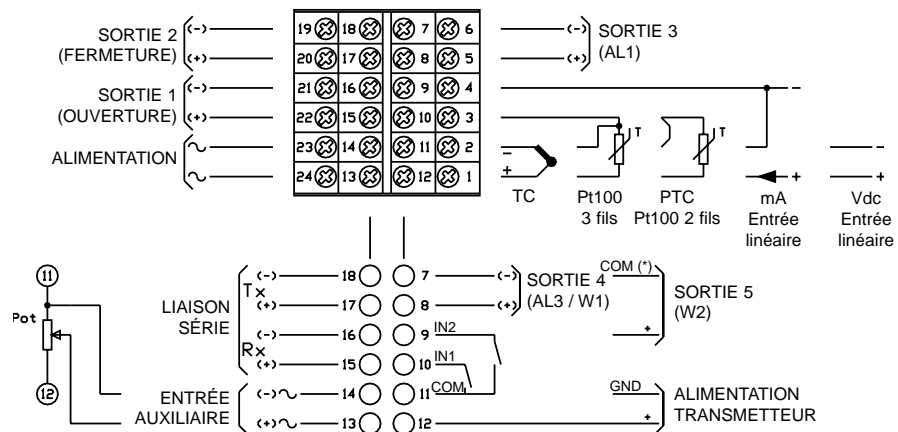 SORTIE 2
(FERMETURE)
(-)
(+)
SORTIE 1
(OUVERTURE)
(-)
(+)
ALIMENTATION
19 18 7 6
20 17 8 5
21 16 9 4
22 15 10 3
23 14 11 2
24 13 12 1
(-)
(+)
SORTIE 3
(AL1)
-
+
TC
T
Pt100
3 fils
T
PTC
Pt100 2 fils
-
+
mA
Entrée
linéaire
-
+
Vdc
Entrée
linéaire
11
Pot
12
LIAISON
SÉRIE
Tx
(-)
(+)
Rx
(-)
(+)
ENTRÉE
AUXILIAIRE
(-)
(+)
18 7
17 8
16 9 IN2
15 10 IN1
14 11 COM
13 12
(-)
(+)
SORTIE 4
(AL3 / W1)
COM (*)
+
SORTIE 5
(W2)
GND
+
ALIMENTATION
TRANSMETTEUR